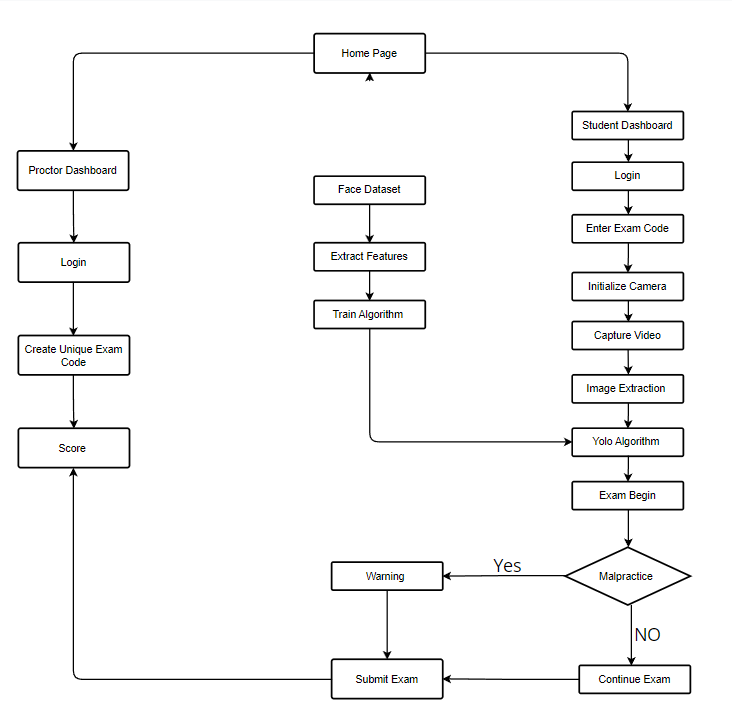 Home Page
Student Dashboard
Proctor Dashboard
Login
Face Dataset
Enter Exam Code
Extract Features
Login
Initialize Camera
Train Algorithm
Capture Video
Create Unique Exam
Code
Image Extraction
Yolo Algorithm
Score
Exam Begin
Yes
Warning
Malpractice
NO
Submit Exam
Continue Exam